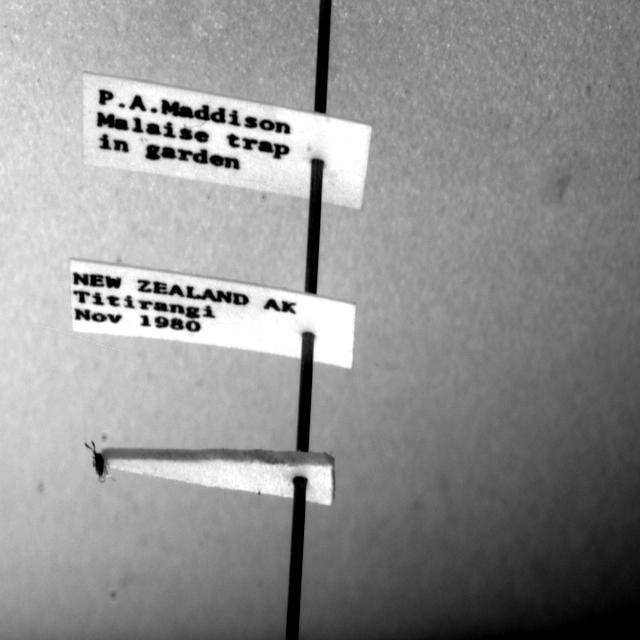 P.A.Maddison
Malaise trap
in garden
NEW ZEALAND AK
Titirangi
Nov 1980